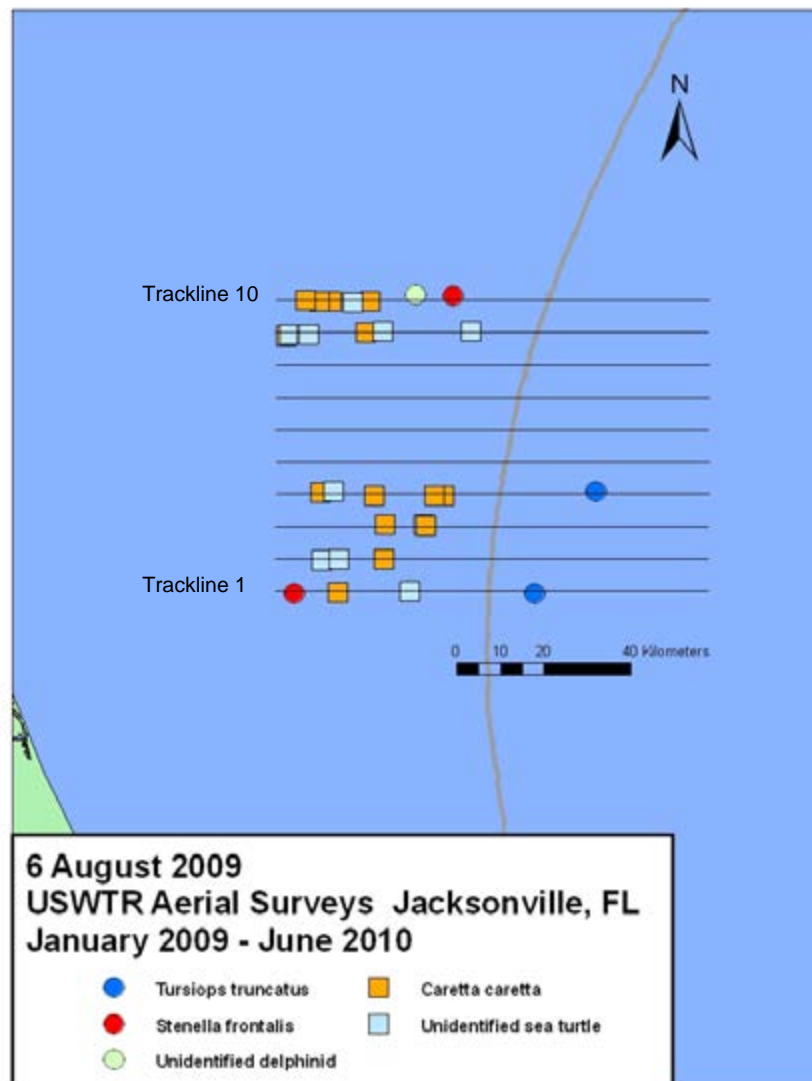 N
Trackline 10
Trackline 1
0 10 20 40 Kilometers
6 August 2009
USWTR Aerial Surveys Jacksonville, FL
January 2009 - June 2010
Tursiops truncatus
Caretta caretta
Stenella frontalis
Unidentified sea turtle
Unidentified delphinid